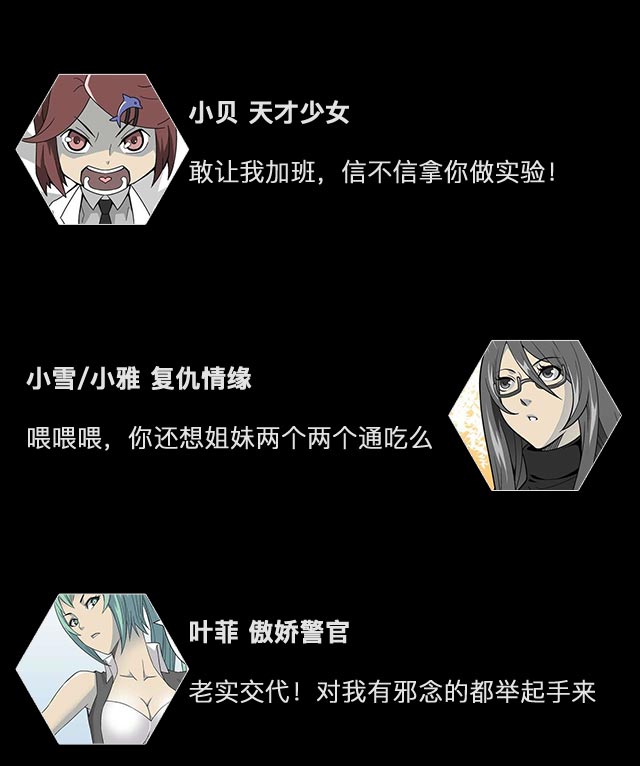 小贝 天才少女
敢让我加班，信不信拿你做实验！
小雪/小雅 复仇情缘
喂喂喂，你还想姐妹两个两个通吃么
叶菲 傲娇警官
老实交代！对我有邪念的都举起手来